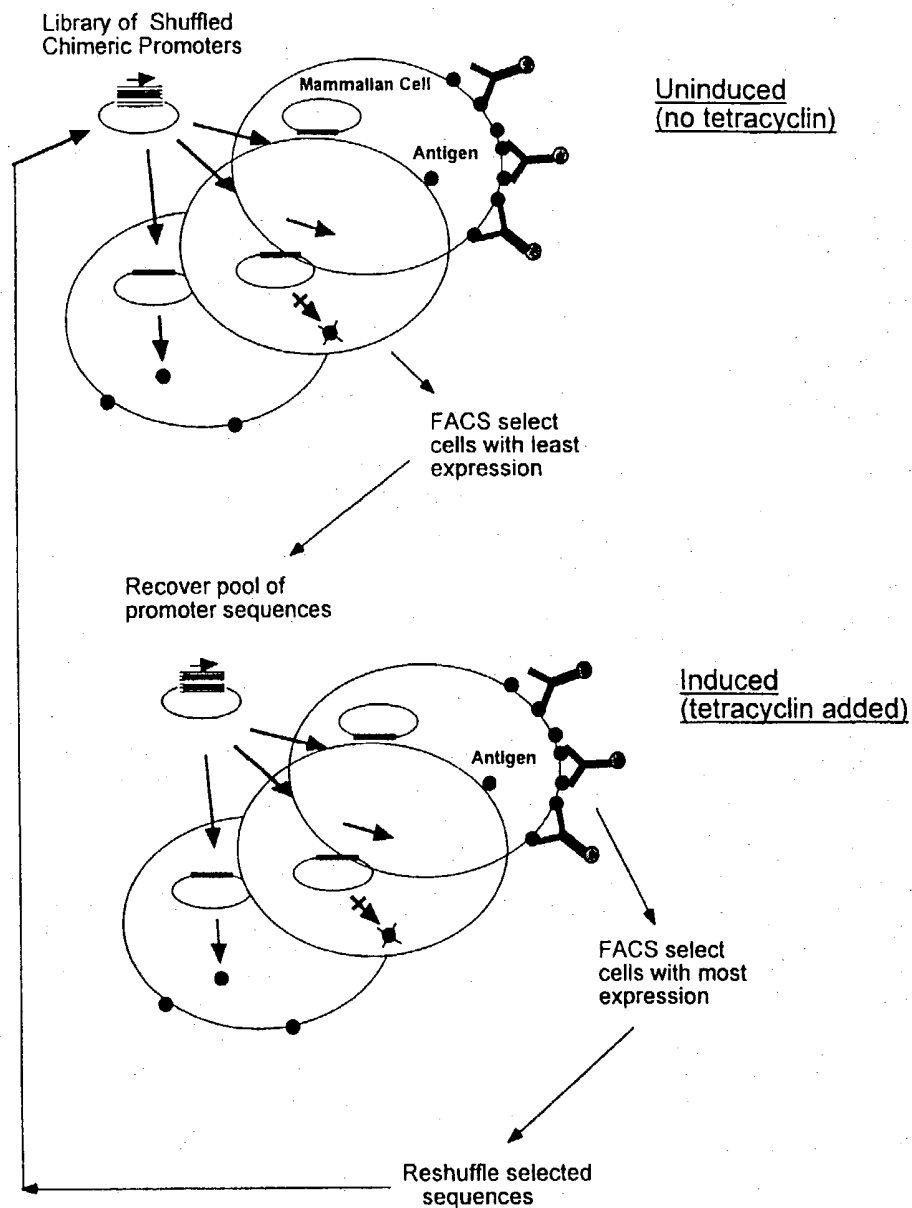 Library of Shuffled
Chimeric Promoters
Mammalian Cell
Antigen
Uninduced
(no tetracyclin)
FACS select
cells with least
expression
Recover pool of
promoter sequences
Induced
(tetracyclin added)
Antigen
FACS select
cells with most
expression
Reshuffle selected
sequences